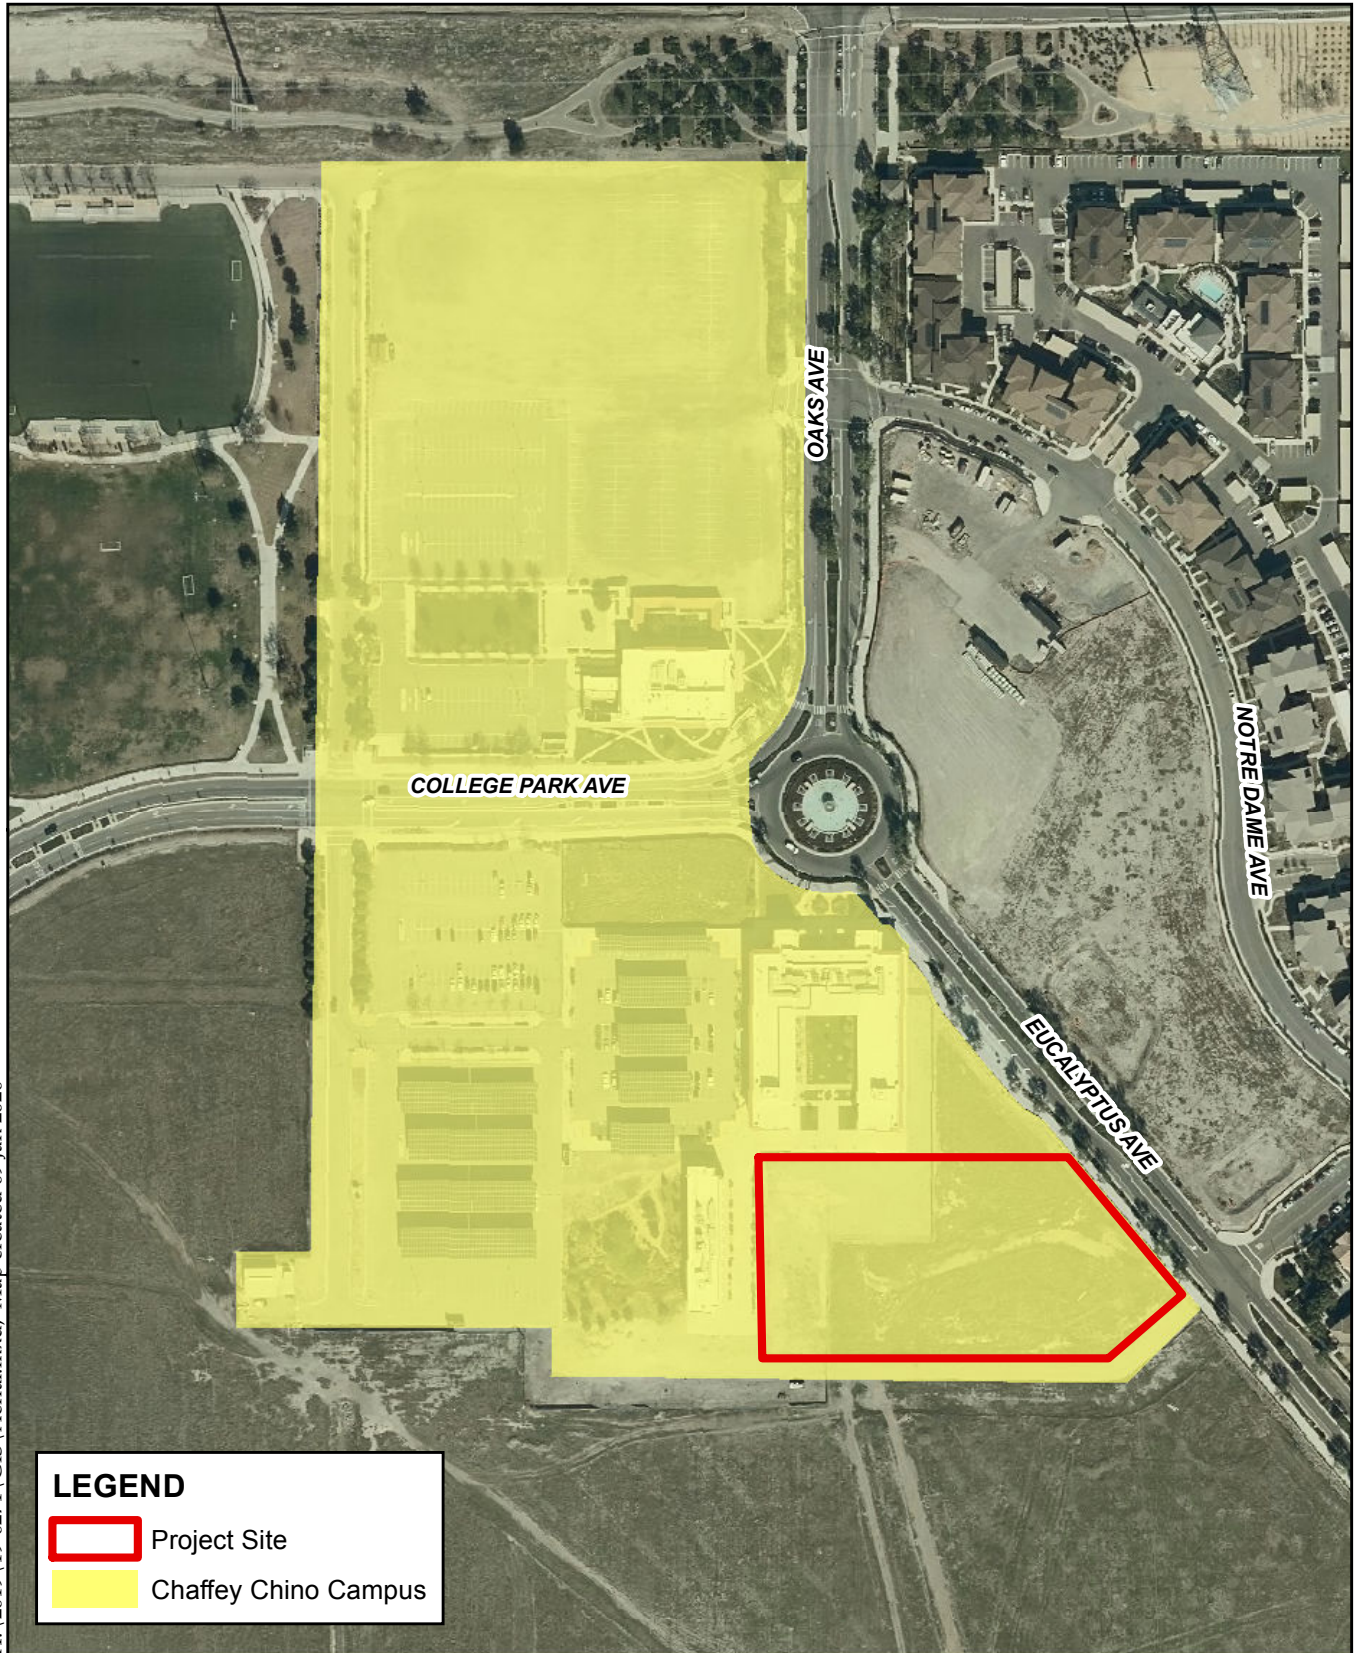 OAKS AVE
COLLEGE PARK AVE
NOTRE DAME AVE
EUCALYPTUS AVE
LEGEND
Project Site
Chaffey Chino Campus